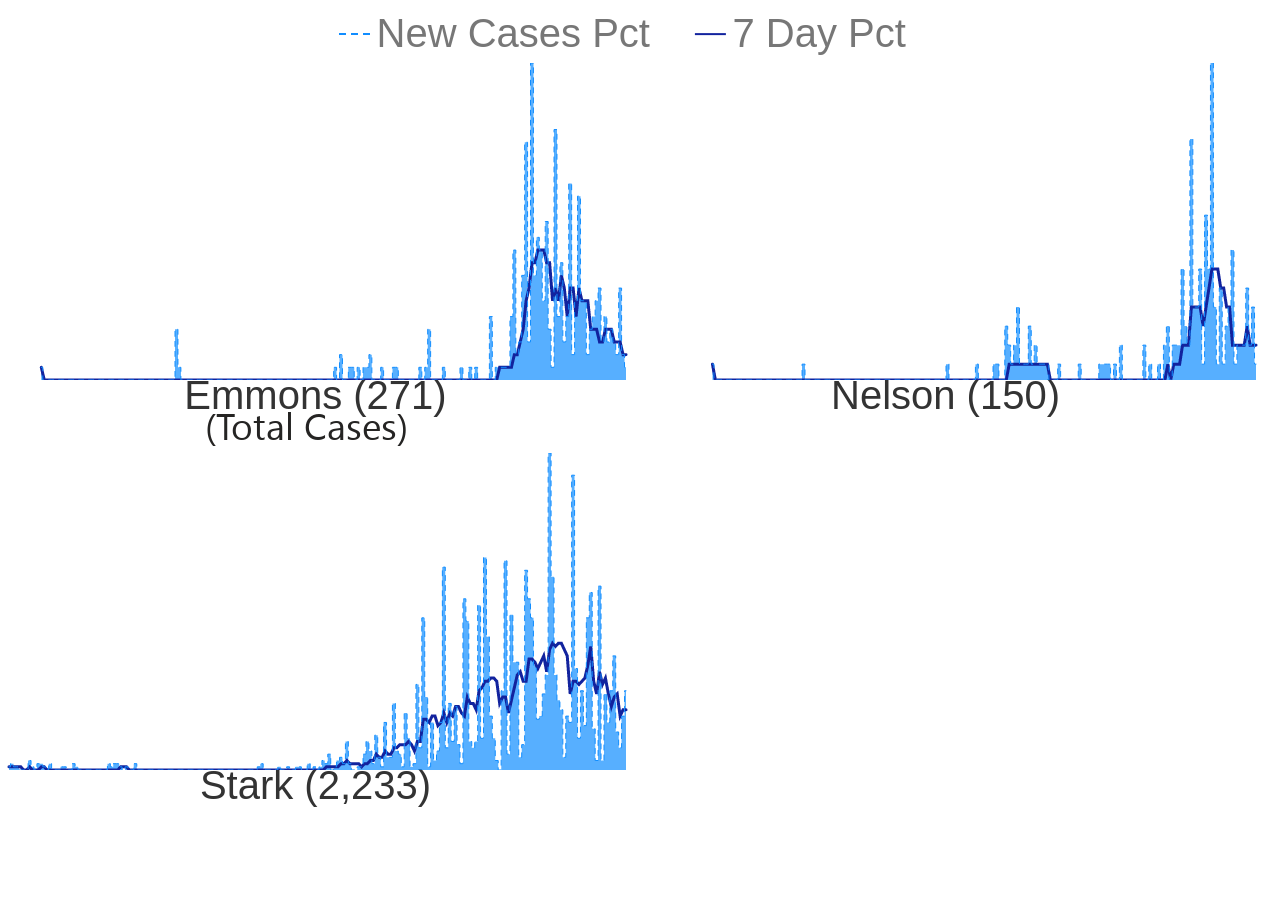 New Cases Pct 7 Day Pct
Emmons (271)
(Total Cases)
Nelson (150)
Stark (2,233)